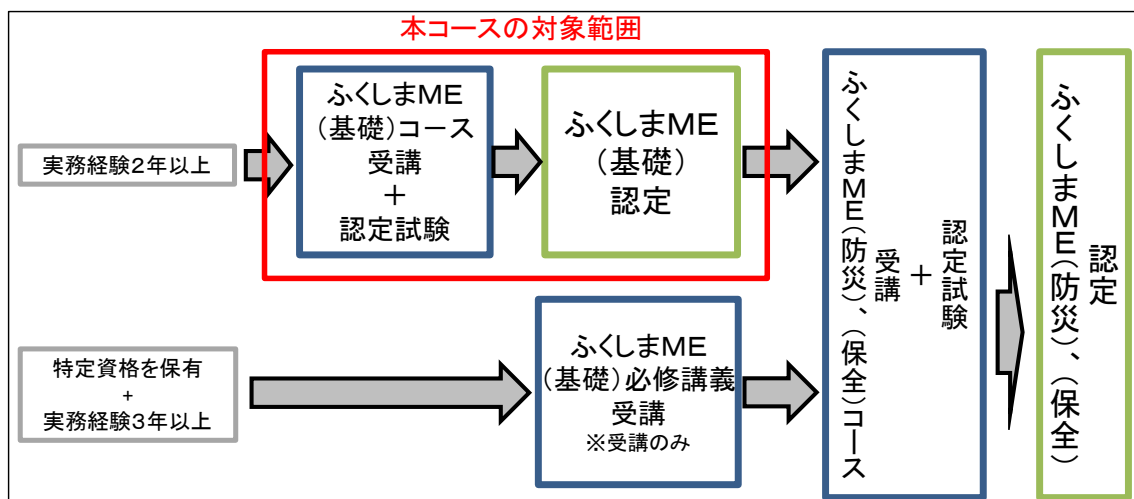 本コースの対象範囲
実務経験2年以上
ふくしまME
(基礎)コース
受講
+
認定試験
ふくしまME
(基礎)
認定
特定資格を保有
+
実務経験3年以上
ふくしまME
(基礎)必修講義
受講
※受講のみ
ふくしまME(防災)、(保全)コース
受講
+
認定試験
ふくしまME(防災)、(保全)
認定